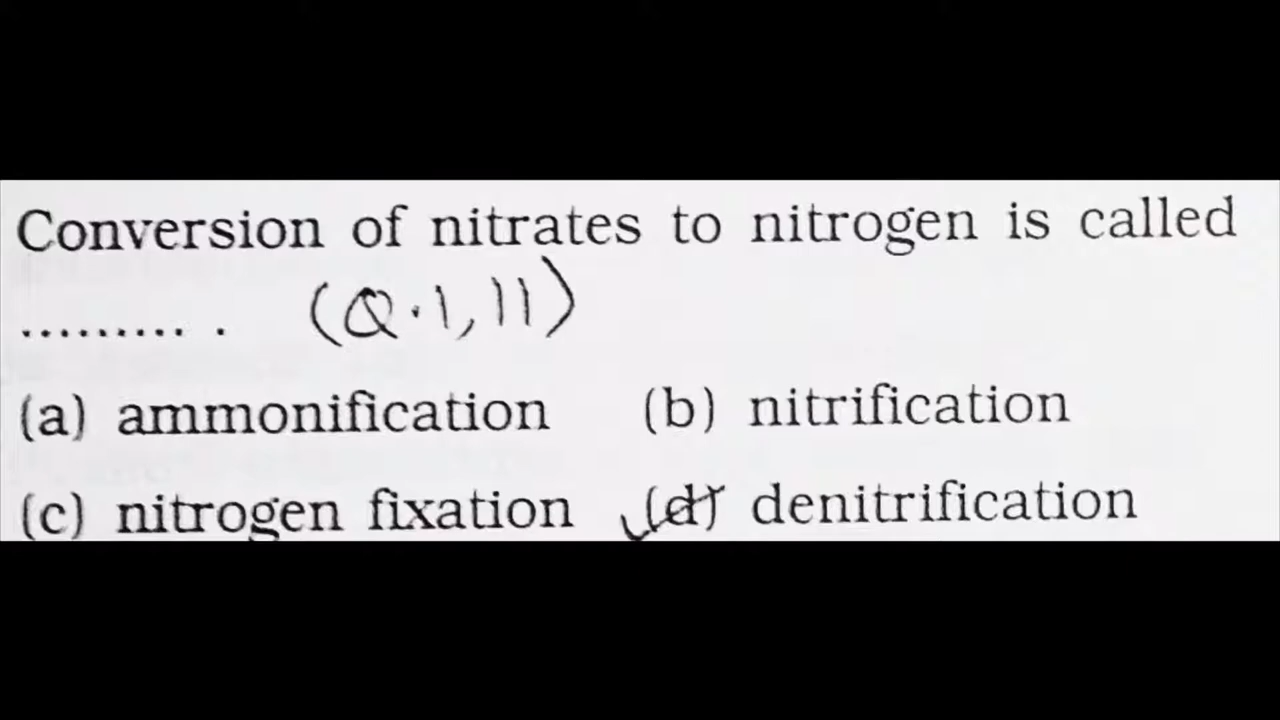 Conversion of nitrates to nitrogen is called
......... . (Q.1,11)
(a) ammonification (b) nitrification
(c) nitrogen fixation (d) denitrification